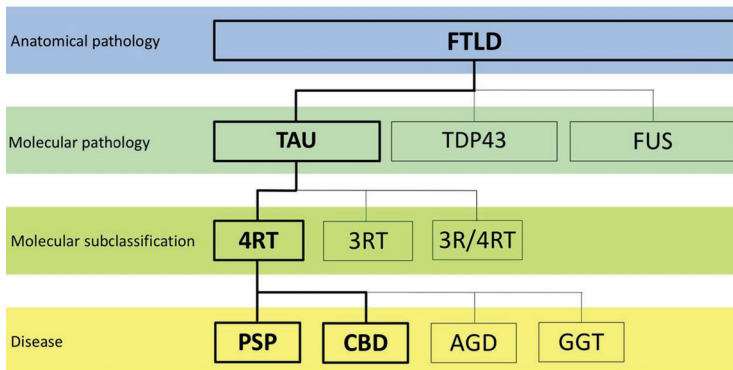 Anatomical pathology
FTLD
Molecular pathology
TAU
TDP43
FUS
Molecular subclassification
4RT
3RT
3R/4RT
Disease
PSP
CBD
AGD
GGT